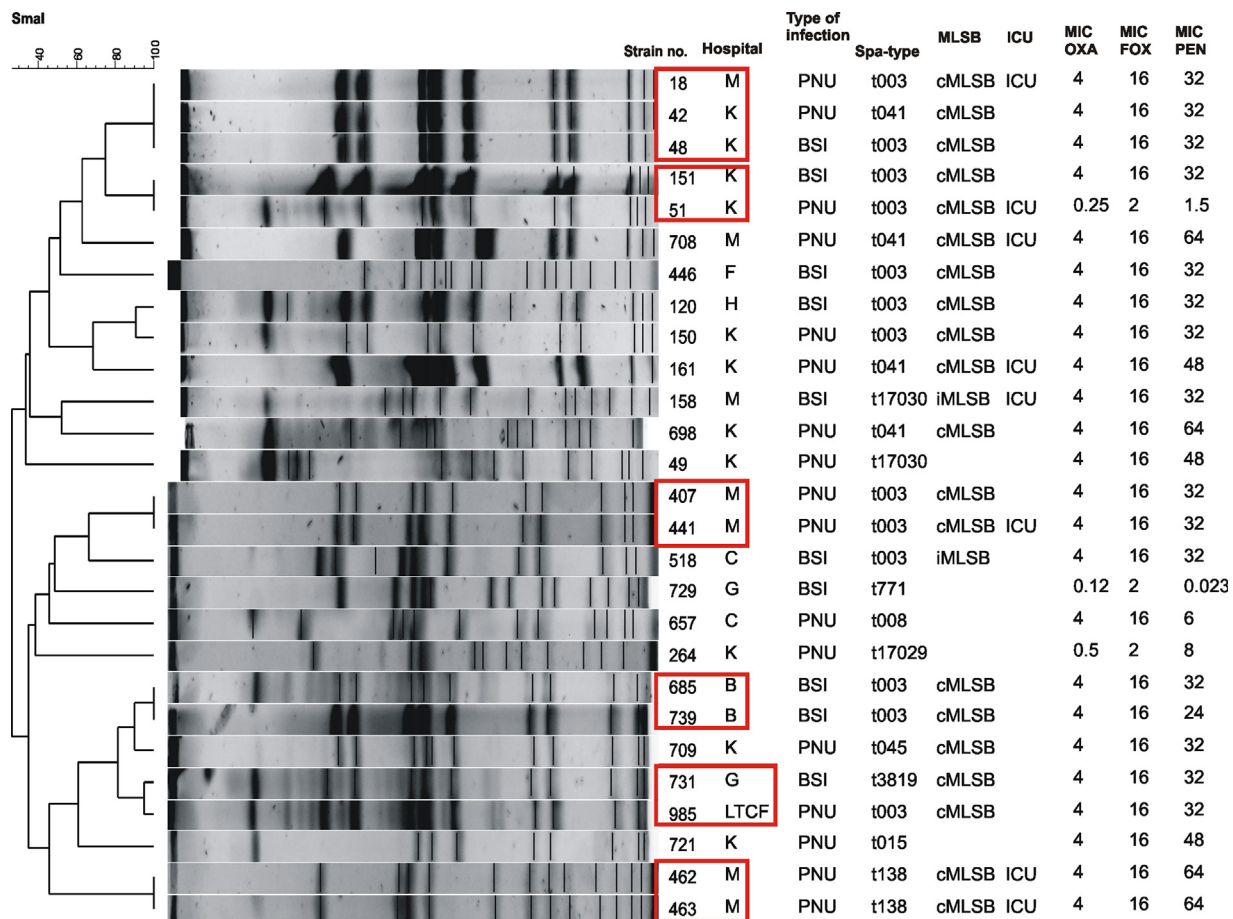 SmaI
Type of infection
Strain no. Hospital Spa-type MLSB ICU MIC OXA MIC FOX MIC PEN
40 60 80 100
18 M PNU t003 cMLSB ICU 4 16 32
42 K PNU t041 cMLSB 4 16 32
48 K BSI t003 cMLSB 4 16 32
151 K BSI t003 cMLSB 4 16 32
51 K PNU t003 cMLSB ICU 0.25 2 1.5
708 M PNU t041 cMLSB ICU 4 16 64
446 F BSI t003 cMLSB 4 16 32
120 H BSI t003 cMLSB 4 16 32
150 K PNU t003 cMLSB 4 16 32
161 K PNU t041 cMLSB ICU 4 16 48
158 M BSI t17030 iMLSB ICU 4 16 32
698 K PNU t041 cMLSB 4 16 64
49 K PNU t17030 4 16 48
407 M PNU t003 cMLSB 4 16 32
441 M PNU t003 cMLSB ICU 4 16 32
518 C BSI t003 iMLSB 4 16 32
729 G BSI t771 0.12 2 0.023
657 C PNU t008 4 16 6
264 K PNU t17029 0.5 2 8
685 B BSI t003 cMLSB 4 16 32
739 B BSI t003 cMLSB 4 16 24
709 K PNU t045 cMLSB 4 16 32
731 G BSI t3819 cMLSB 4 16 32
985 LTCF PNU t003 cMLSB 4 16 32
721 K PNU t015 4 16 48
462 M PNU t138 cMLSB ICU 4 16 64
463 M PNU t138 cMLSB ICU 4 16 64